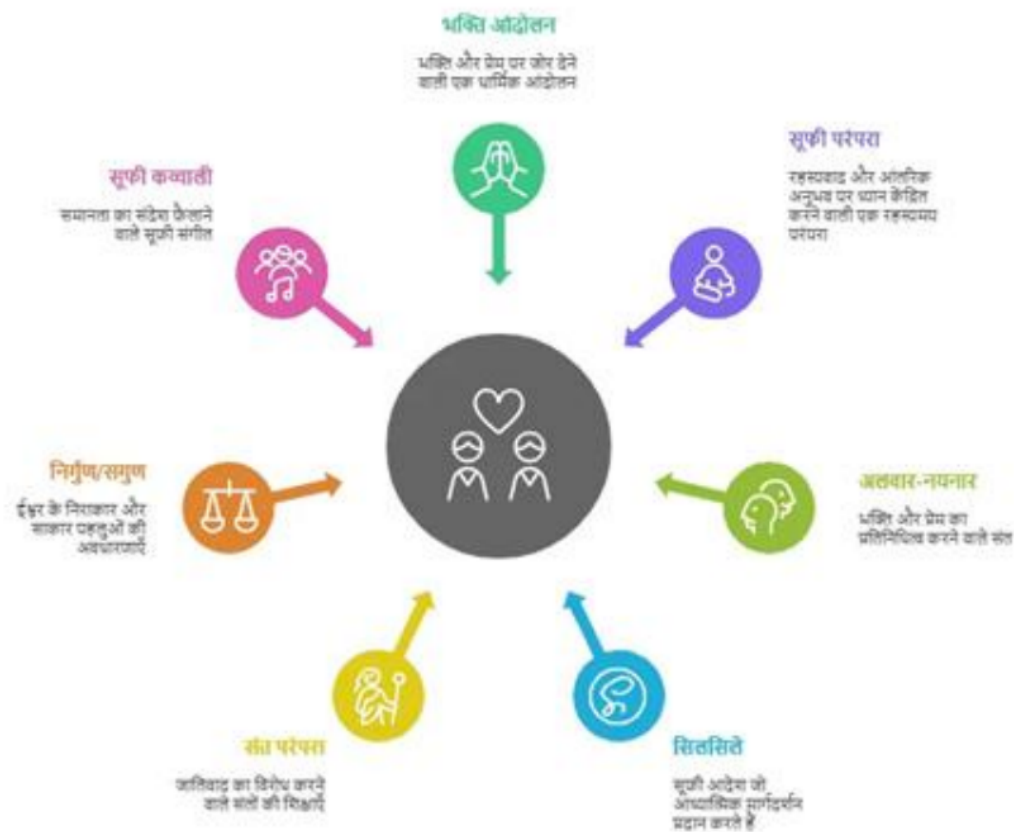 भक्ति आंदोलन
भक्ति और प्रेम पर जोर देने
वाली एक धार्मिक आंदोलन
सूफी परंपरा
रहस्यवाद और आंतरिक
अनुभव पर ध्यान केंद्रित
करने वाली एक रहस्यमय
परंपरा
अलवार-नयनार
भक्ति और प्रेम का
प्रतिनिधित्व करने वाले संत
सिलसिले
सूफी आदेश जो
आध्यात्मिक मार्गदर्शन
प्रदान करते हैं
संत परंपरा
जातिवाद का विरोध करने
वाले संतों की शिक्षाएँ
निर्गुण/सगुण
ईश्वर के निराकार और
साकार पहलुओं की
अवधारणाएँ
सूफी कव्वाली
समानता का संदेश फैलाने
वाले सूफी संगीत